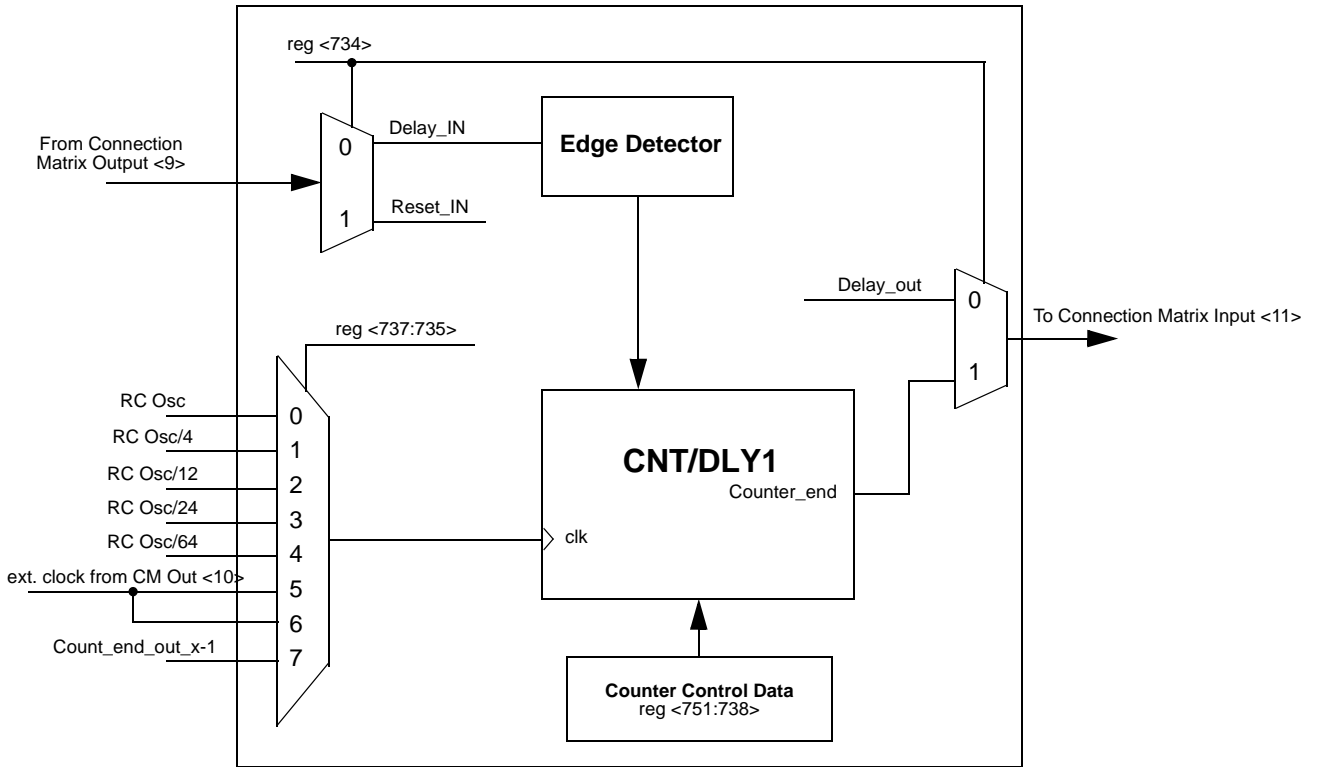 reg <734>
From Connection
Matrix Output <9>
0
1
Delay_IN
Reset_IN
Edge Detector
Delay_out
0
1
To Connection Matrix Input <11>
reg <737:735>
RC Osc
RC Osc/4
RC Osc/12
RC Osc/24
RC Osc/64
ext. clock from CM Out <10>
Count_end_out_x-1
0
1
2
3
4
5
6
7
CNT/DLY1
Counter_end
clk
Counter Control Data
reg <751:738>